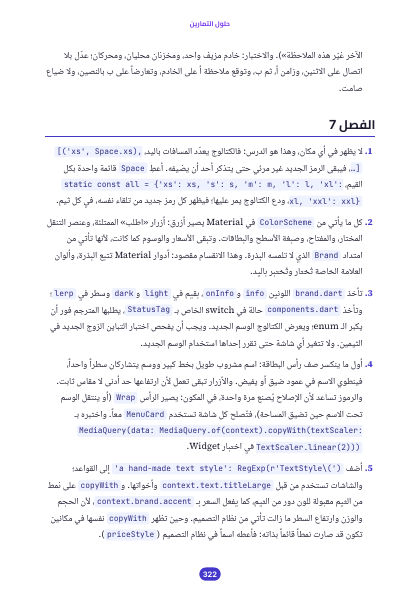 حلول التمارين
الآخر غيّر هذه الملاحظة». والاختبار: خادم مزيف واحد، ومخزنان محليان، ومحركان؛ عدّل بلا
اتصال على الاثنين، وزامن أ، ثم ب، وتوقع ملاحظة أ على الخادم، وتعارضاً على ب بالنصين، ولا ضياع
صامت.
الفصل 7
1. لا يظهر في أي مكان، وهذا هو الدرس: فالكتالوج يعدّد المسافات باليد، [('xs', Space.xs),
…]، فيبقى الرمز الجديد غير مرئي حتى يتذكر أحد أن يضيفه. أعطِ Space قائمة واحدة بكل
القيم، static const all = {'xs': xs, 's': s, 'm': m, 'l': l, 'xl':
xl, 'xxl': xxl}، ودع الكتالوج يمر عليها؛ فيظهر كل رمز جديد من تلقاء نفسه، في كل ثيم.
2. كل ما يأتي من ColorScheme في Material يصير أزرق: أزرار «اطلب» الممتلئة، وعنصر التنقل
المختار، والمفتاح، وصبغة الأسطح والبطاقات. وتبقى الأسعار والوسوم كما كانت، لأنها تأتي من
امتداد Brand الذي لا تلمسه البذرة. وهذا الانقسام مقصود: أدوار Material تتبع البذرة، وألوان
العلامة الخاصة تُختار وتُختبر باليد.
3. تأخذ brand.dart اللونين info و onInfo، بقيم في light و dark وسطر في lerp؛
وتأخذ components.dart حالة في switch الخاص بـ StatusTag، يطلبها المترجم فور أن
يكبر الـ enum؛ ويعرض الكتالوج الوسم الجديد. ويجب أن يفحص اختبار التباين الزوج الجديد في
الثيمين. ولا تتغير أي شاشة حتى تقرر إحداها استخدام الوسم الجديد.
4. أول ما ينكسر صف رأس البطاقة: اسم مشروب طويل بخط كبير ووسم يتشاركان سطراً واحداً،
فينطوي الاسم في عمود ضيق أو يفيض. والأزرار تبقى تعمل لأن ارتفاعها حد أدنى لا مقاس ثابت.
والرموز تساعد لأن الإصلاح يُصنع مرة واحدة، في المكون: يصير الرأس Wrap (أو ينتقل الوسم
تحت الاسم حين تضيق المساحة)، فتُصلح كل شاشة تستخدم MenuCard معاً. واختبره بـ
MediaQuery(data: MediaQuery.of(context).copyWith(textScaler:
TextScaler.linear(2))) في اختبار Widget.
5. أضف 'a hand-made text style': RegExp(r'TextStyle\(') إلى القواعد؛
والشاشات تستخدم من قبل context.text.titleLarge وأخواتها. و copyWith على نمط
من الثيم مقبولة للون دور من الثيم، كما يفعل السعر بـ context.brand.accent، لأن الحجم
والوزن وارتفاع السطر ما زالت تأتي من نظام التصميم. وحين تظهر copyWith نفسها في مكانين
تكون قد صارت نمطاً قائماً بذاته: فأعطه اسماً في نظام التصميم ( priceStyle ).
322